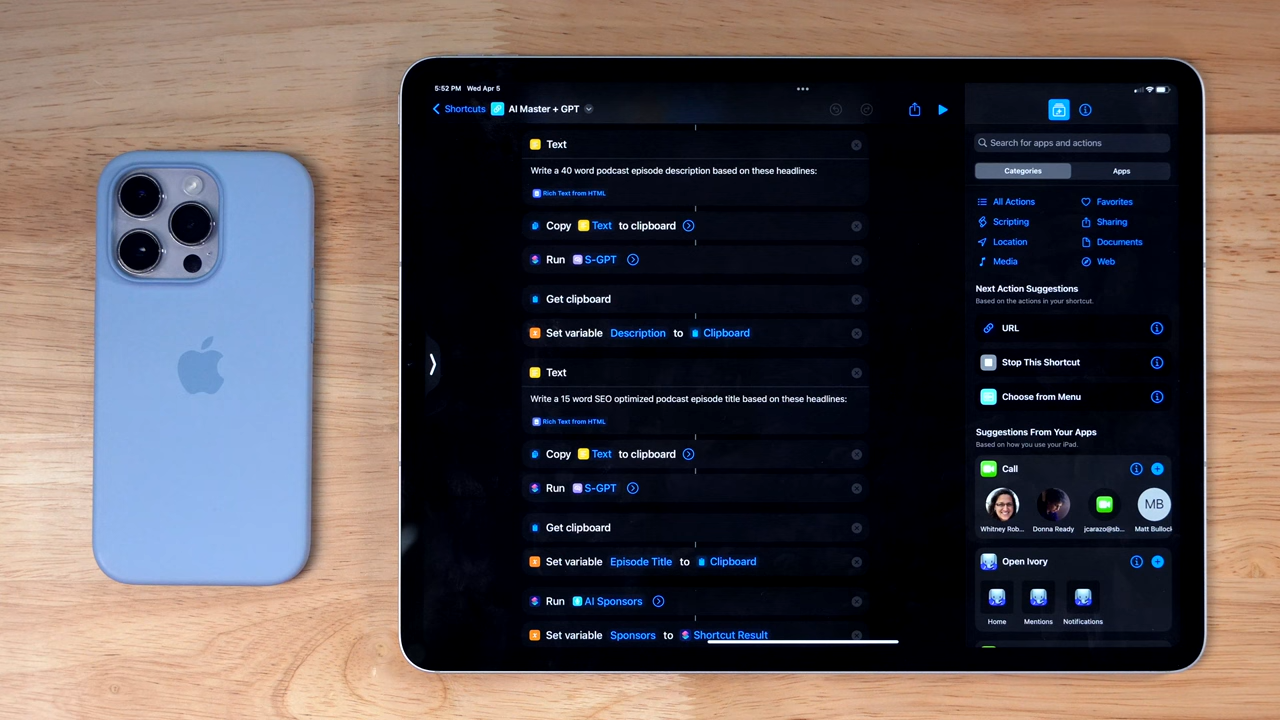 5:52 PM Wed Apr 5
Shortcuts AI Master + GPT
Text
Write a 40 word podcast episode description based on these headlines:
Rich Text from HTML
Copy Text to clipboard
Run S-GPT
Get clipboard
Set variable Description to Clipboard
Text
Write a 15 word SEO optimized podcast episode title based on these headlines:
Rich Text from HTML
Copy Text to clipboard
Run S-GPT
Get clipboard
Set variable Episode Title to Clipboard
Run AI Sponsors
Set variable Sponsors to Shortcut Result
Search for apps and actions
Categories Apps
All Actions Favorites
Scripting Sharing
Location Documents
Media Web
Next Action Suggestions
Based on the actions in your shortcut.
URL
Stop This Shortcut
Choose from Menu
Suggestions From Your Apps
Based on how you use your iPad.
Call
MB
Whitney Rob... Donna Ready jcarazo@sb... Matt Bullock
Open Ivory
Home Mentions Notifications